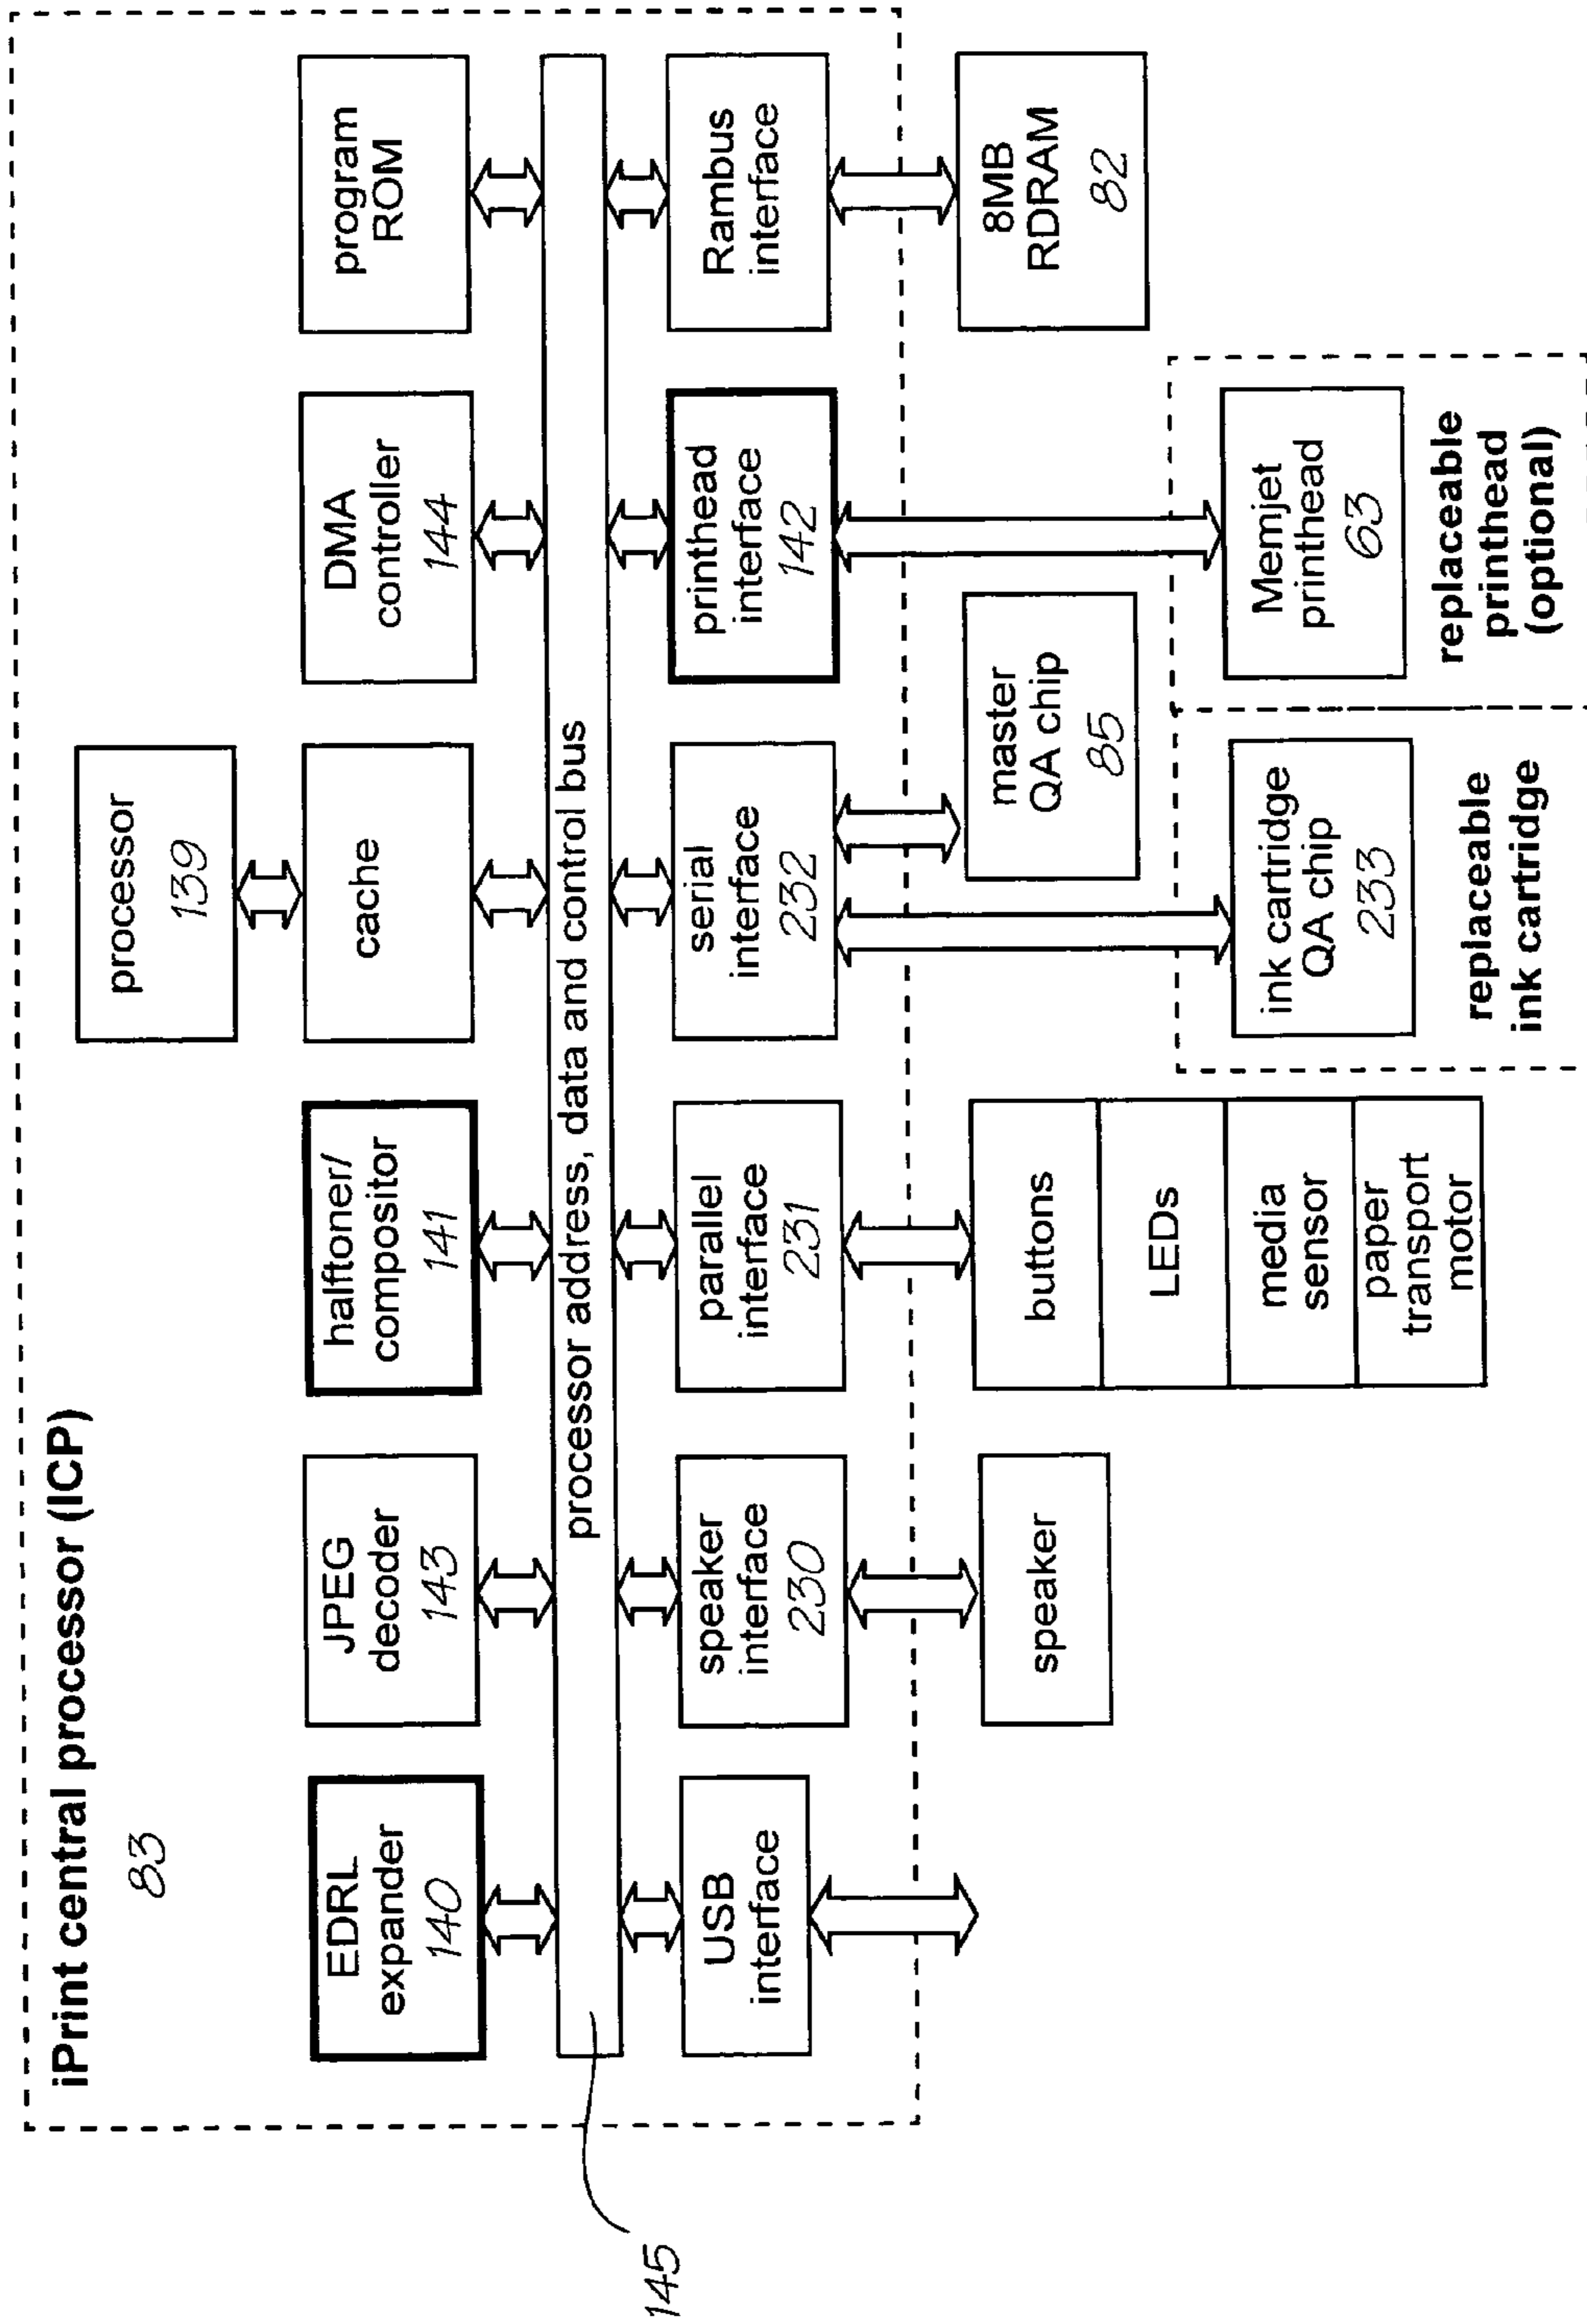 iPrint central processor (ICP)
83
processor
139
EDRL
expander
140
JPEG
decoder
143
halftoner/
compositor
141
cache
DMA
controller
144
program
ROM
processor address, data and control bus
145
USB
interface
speaker
interface
230
parallel
interface
231
serial
interface
232
printhead
interface
142
Rambus
interface
speaker
buttons
LEDs
media
sensor
paper
transport
motor
master
QA chip
85
8MB
RDRAM
82
ink cartridge
QA chip
233
replaceable
ink cartridge
Memjet
printhead
63
replaceable
printhead
(optional)